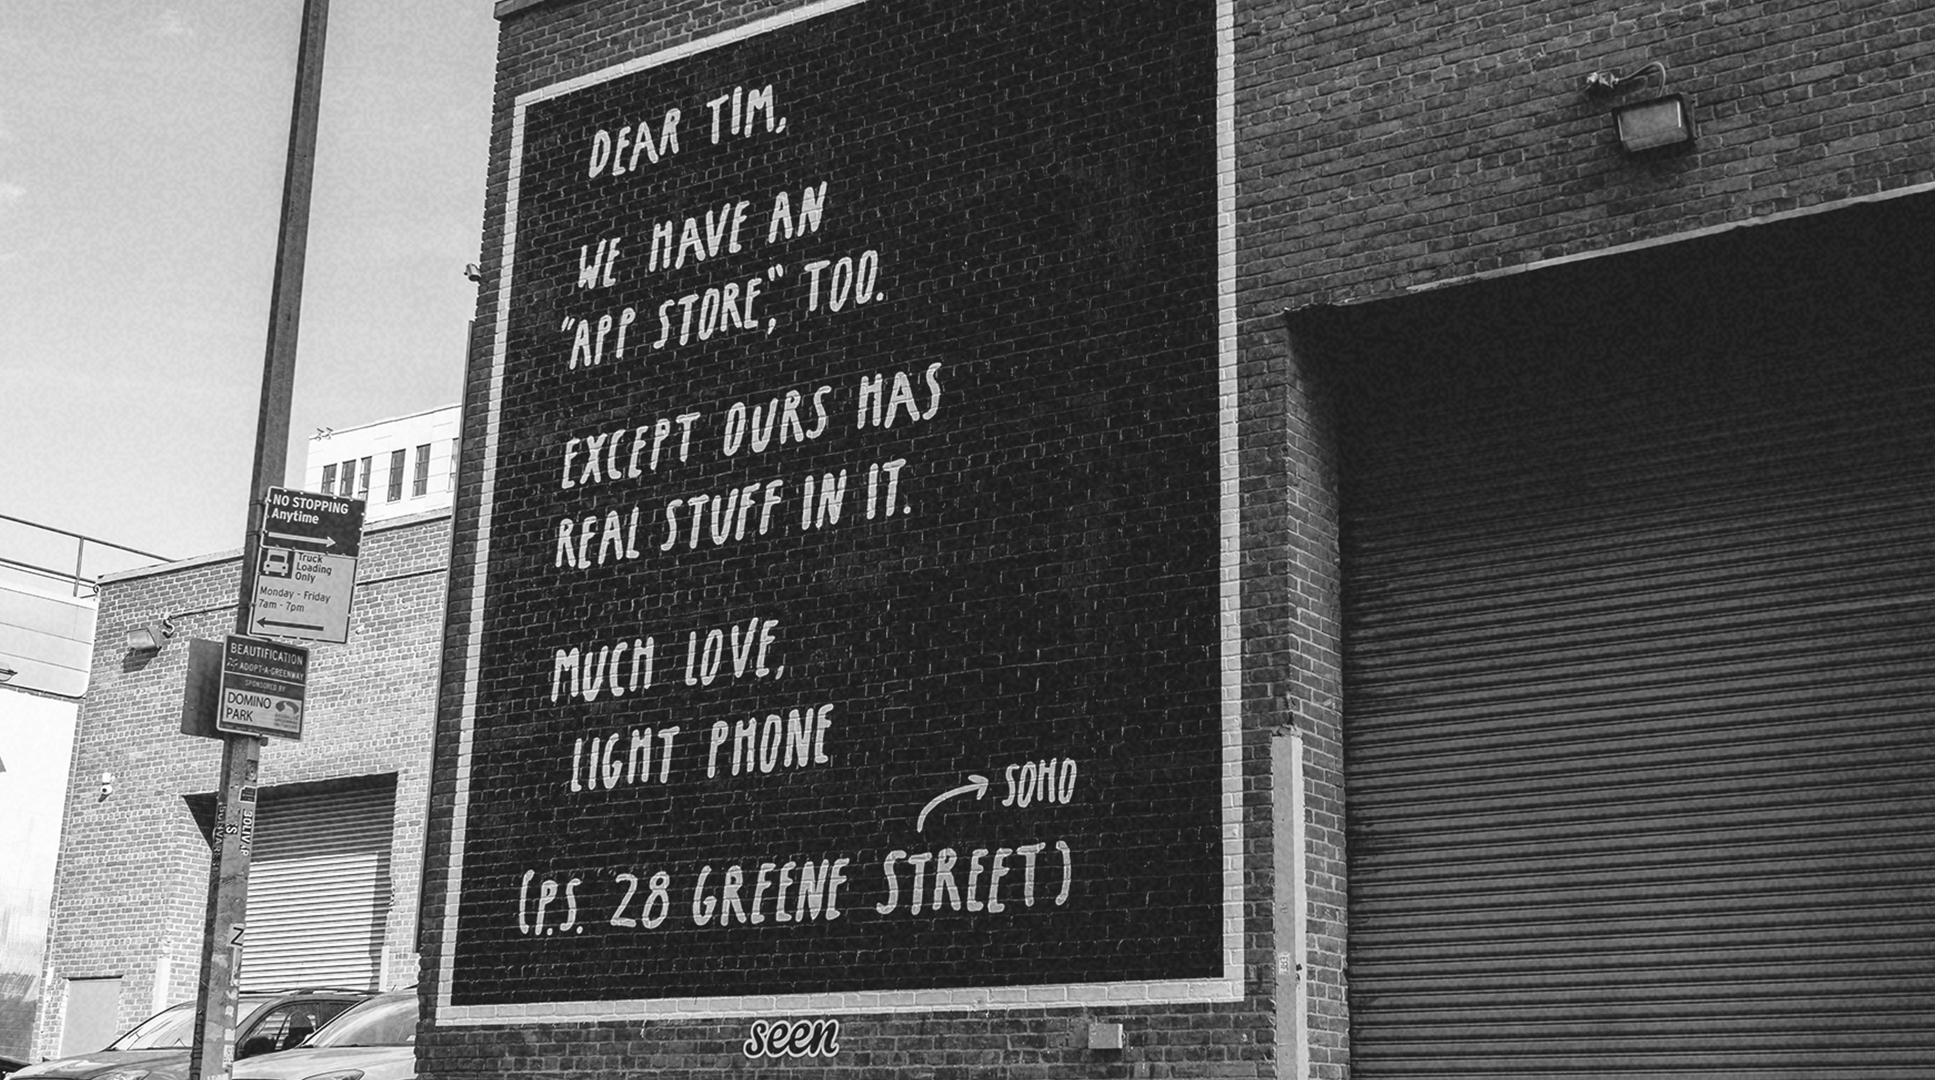 DEAR TIM,
WE HAVE AN
"APP STORE," TOO.
EXCEPT OURS HAS
REAL STUFF IN IT.
MUCH LOVE,
LIGHT PHONE
SOHO
(P.S. 28 GREENE STREET)
seen
NO STOPPING
Anytime
Truck
Loading
Only
Monday - Friday
7am - 7pm
BEAUTIFICATION
ADOPT-A-GREENWAY
SPONSORED BY
DOMINO
PARK